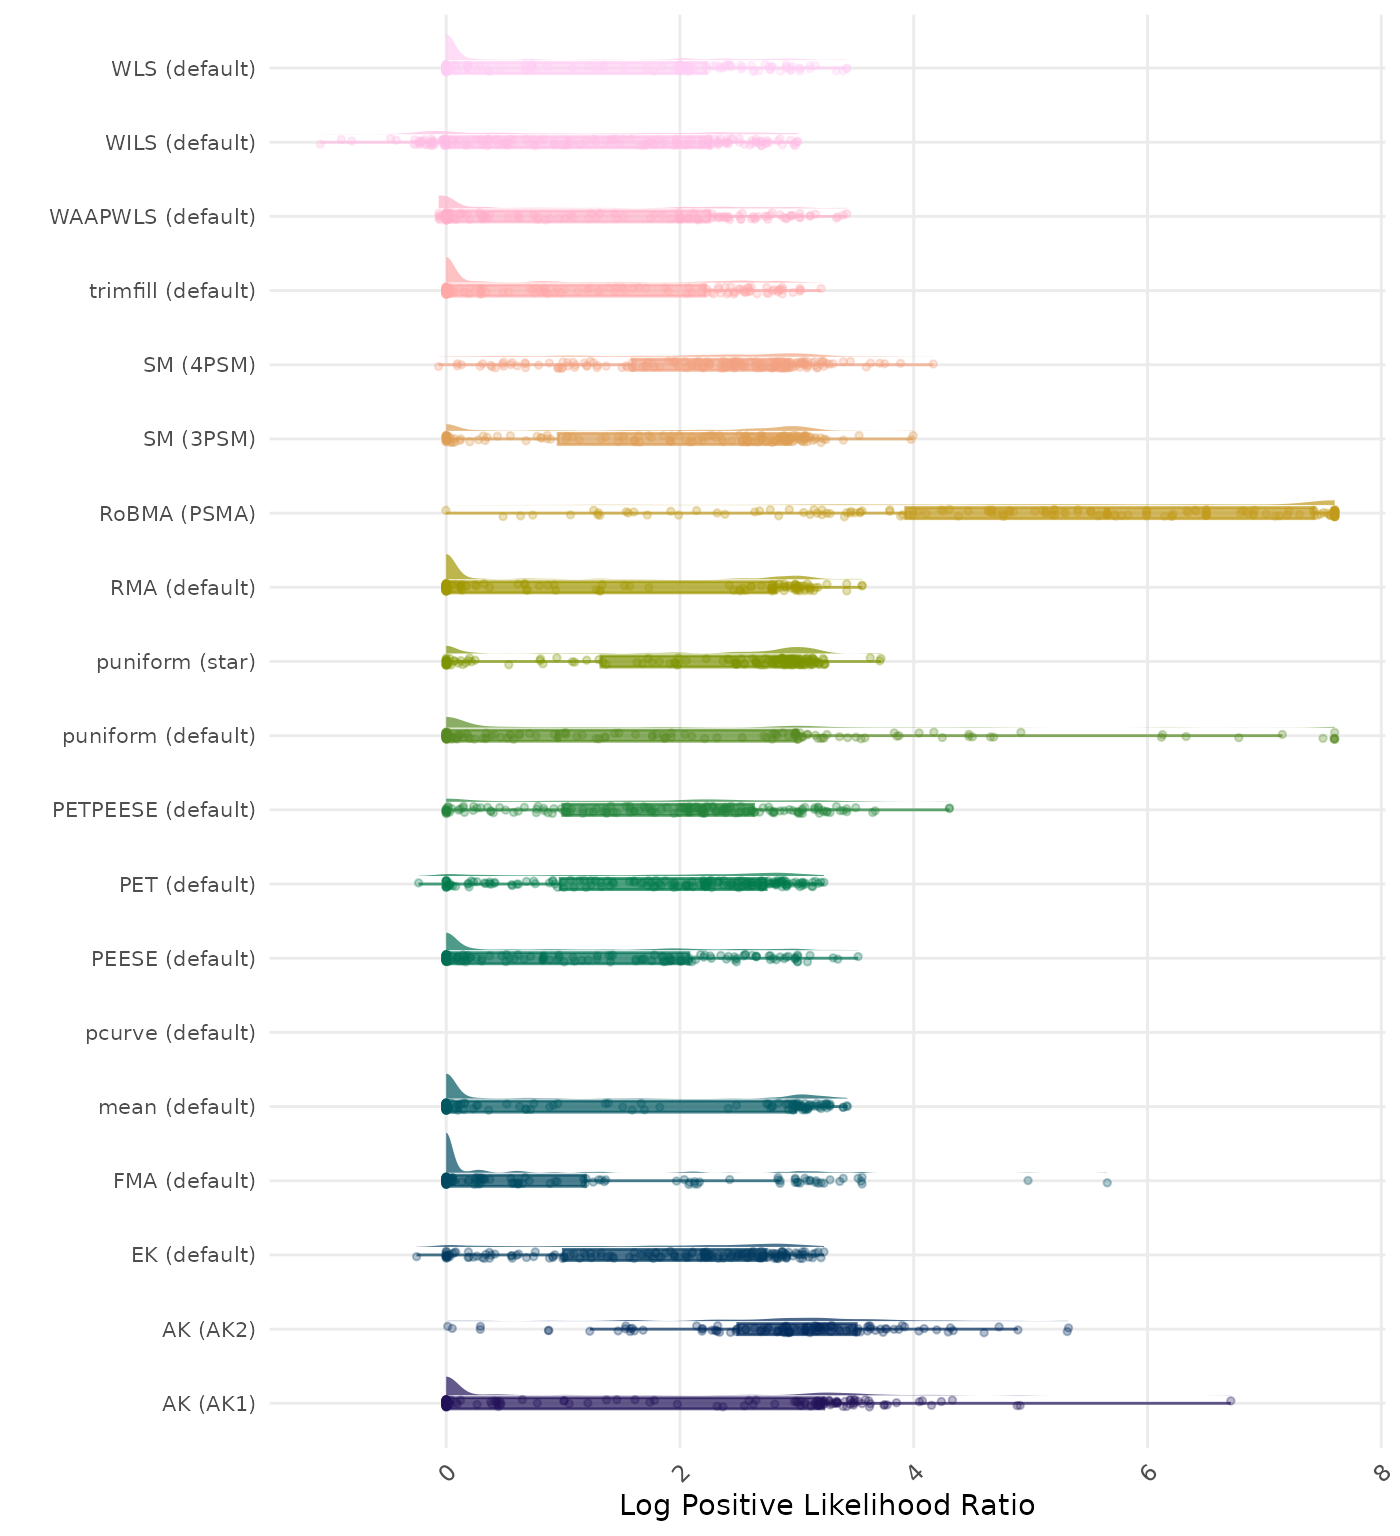 WLS (default)
WILS (default)
WAAPWLS (default)
trimfill (default)
SM (4PSM)
SM (3PSM)
RoBMA (PSMA)
RMA (default)
puniform (star)
puniform (default)
PETPEESE (default)
PET (default)
PEESE (default)
pcurve (default)
mean (default)
FMA (default)
EK (default)
AK (AK2)
AK (AK1)
0 2 4 6 8
Log Positive Likelihood Ratio